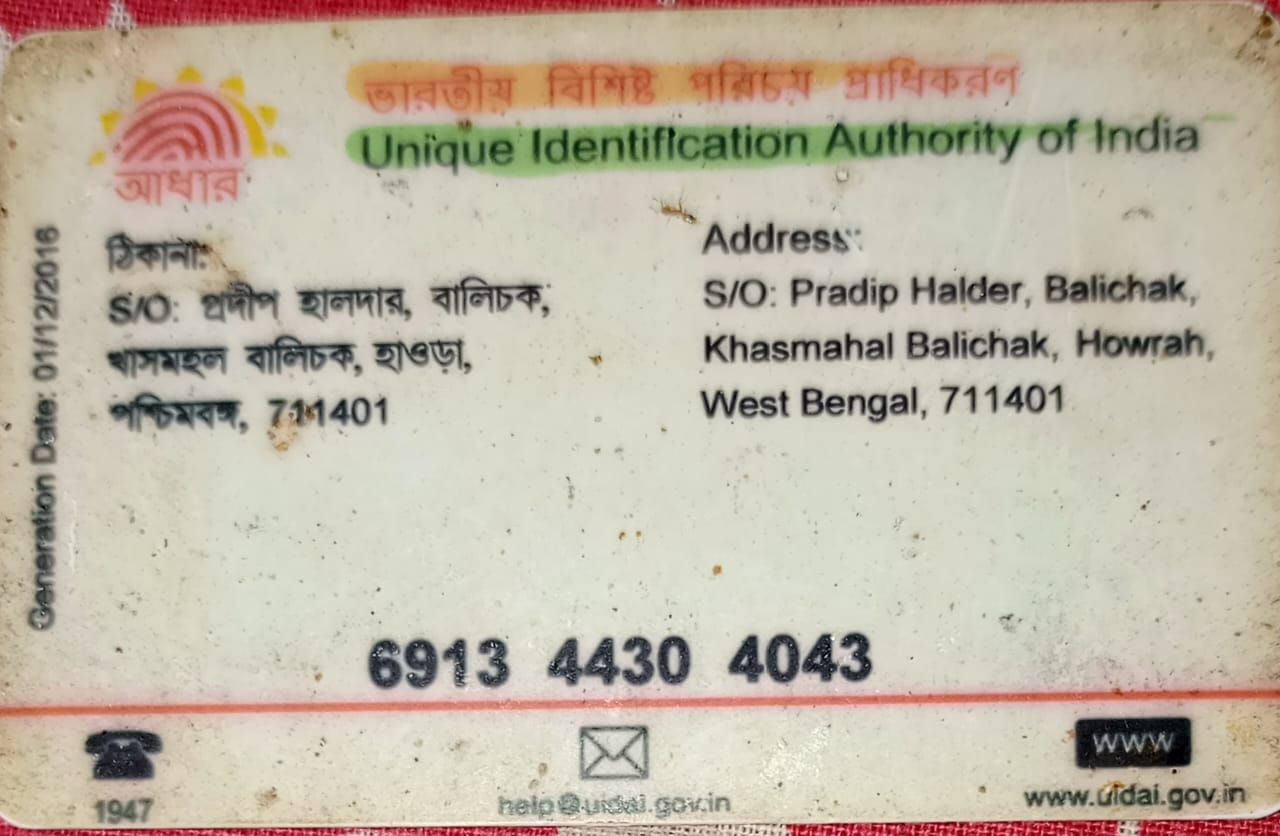 ভারতীয় বিশিষ্ট পরিচয় প্রাধিকরণ
Unique Identification Authority of India
আধার
ঠিকানা:
S/O: প্রদীপ হালদার, বালিচক,
খাসমহল বালিচক, হাওড়া,
পশ্চিমবঙ্গ, 711401
Address:
S/O: Pradip Halder, Balichak,
Khasmahal Balichak, Howrah,
West Bengal, 711401
Generation Date: 01/12/2016
6913 4430 4043
1947
help@uidai.gov.in
WWW
www.uidai.gov.in